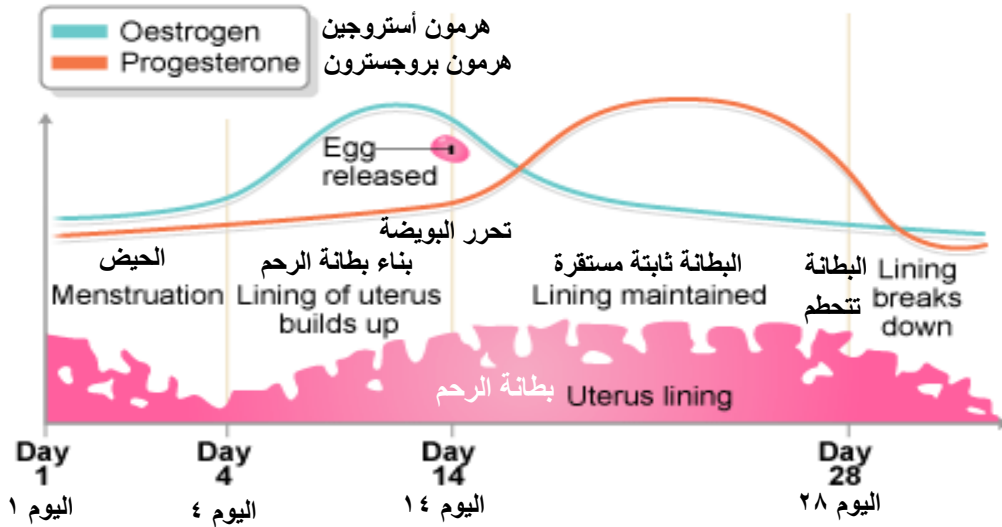 Oestrogen هرمون أستروجين
Progesterone هرمون بروجسترون
Egg
released
تحرر البويضة
الحيض
Menstruation
بناء بطانة الرحم
Lining of uterus
builds up
البطانة ثابتة مستقرة
Lining maintained
البطانة
تتحطم
Lining
breaks
down
بطانة الرحم Uterus lining
Day
1
اليوم ١
Day
4
اليوم ٤
Day
14
اليوم ١٤
Day
28
اليوم ٢٨